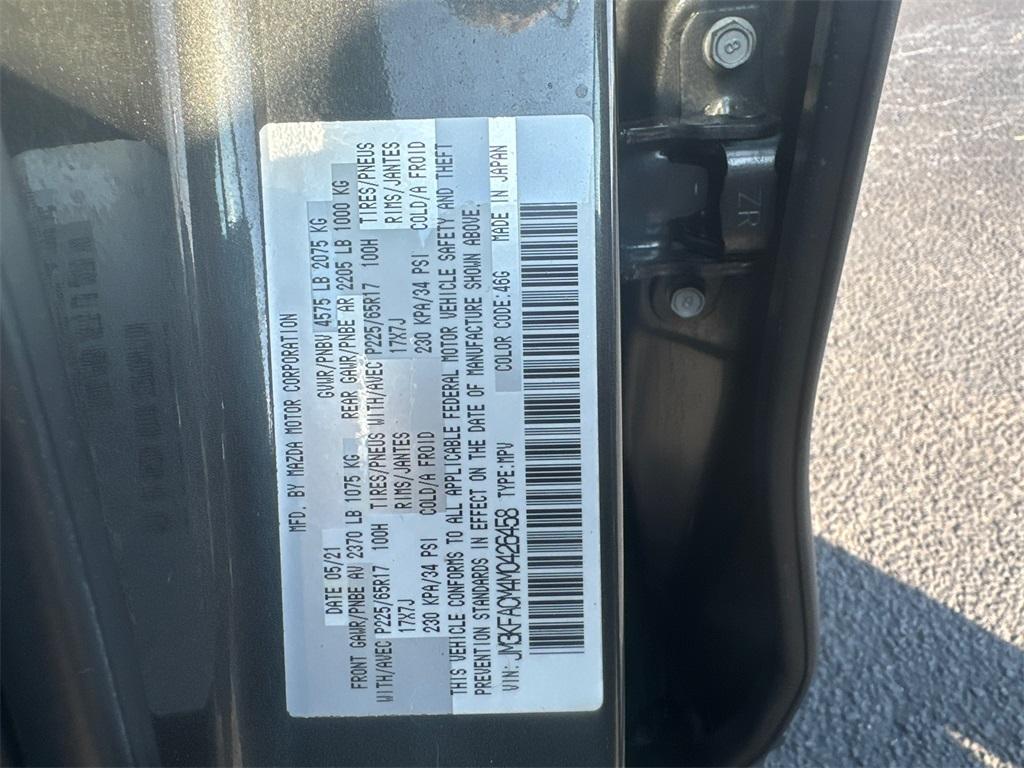 MFD. BY MAZDA MOTOR CORPORATION
DATE 05/21 GVWR/PNBV 4575 LB 2075 KG
FRONT GAWR/PNBE AV 2370 LB 1075 KG REAR GAWR/PNBE AR 2205 LB 1000 KG
WITH/AVEC P225/65R17 100H TIRES/PNEUS WITH/AVEC P225/65R17 100H TIRES/PNEUS
17X7J RIMS/JANTES 17X7J RIMS/JANTES
230 KPA/34 PSI COLD/A FROID 230 KPA/34 PSI COLD/A FROID
THIS VEHICLE CONFORMS TO ALL APPLICABLE FEDERAL MOTOR VEHICLE SAFETY AND THEFT
PREVENTION STANDARDS IN EFFECT ON THE DATE OF MANUFACTURE SHOWN ABOVE.
VIN: JM3KFACM4M0426458 TYPE:MPV COLOR CODE:46G MADE IN JAPAN
8
ZR
8